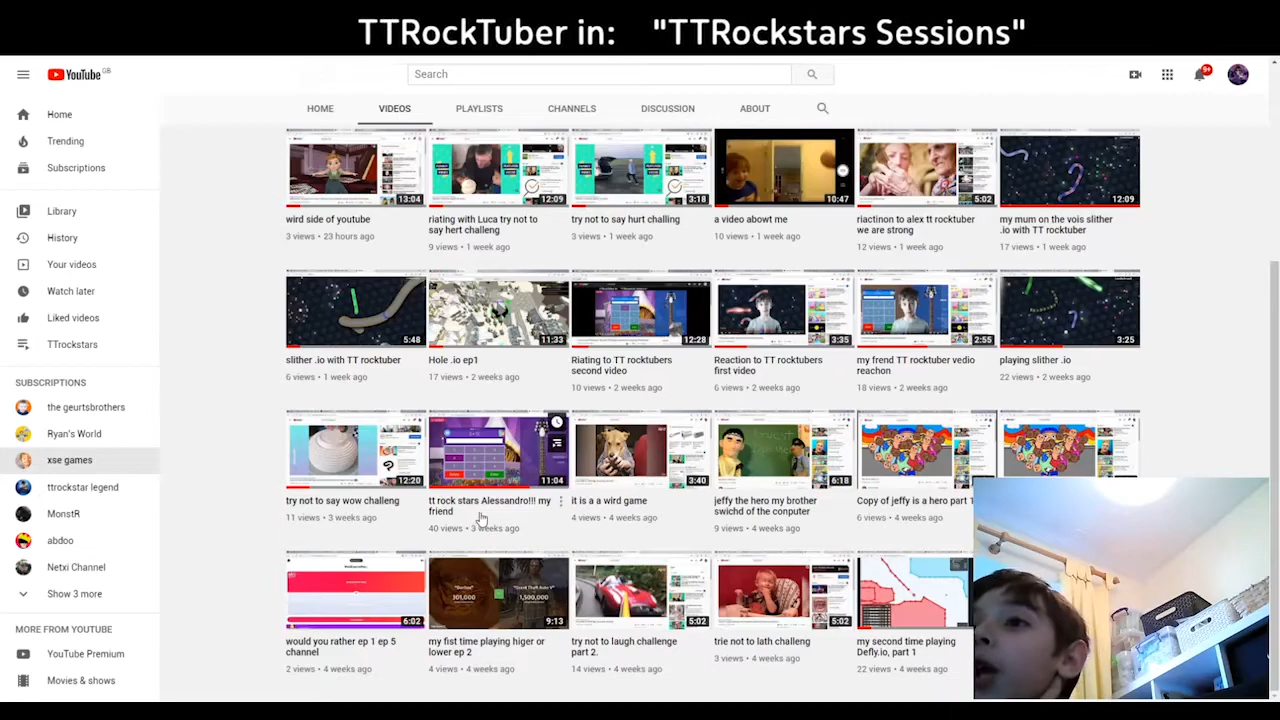 TTRockTuber in: "TTRockstars Sessions"
YouTube GB
Search
9+
HOME
VIDEOS
PLAYLISTS
CHANNELS
DISCUSSION
ABOUT
Home
Trending
Subscriptions
Library
History
Your videos
Watch later
Liked videos
TTrockstars
SUBSCRIPTIONS
the geurtsbrothers
Ryan's World
xse games
ttrockstar legend
MonstR
abdoo
Netxi Channel
Show 3 more
MORE FROM YOUTUBE
YouTube Premium
Movies & shows
13:04
wird side of youtube
3 views • 23 hours ago
12:09
riating with Luca try not to
say hert challeng
9 views • 1 week ago
3:18
try not to say hurt challing
3 views • 1 week ago
10:47
a video abowt me
10 views • 1 week ago
5:02
riactinon to alex tt rocktuber
we are strong
12 views • 1 week ago
12:09
my mum on the vois slither
.io with TT rocktuber
17 views • 1 week ago
5:48
slither .io with TT rocktuber
6 views • 1 week ago
11:33
Hole .io ep1
17 views • 2 weeks ago
12:28
Riating to TT rocktubers
second video
10 views • 2 weeks ago
3:35
Reaction to TT rocktubers
first video
6 views • 2 weeks ago
2:55
my frend TT rocktuber vedio
reachon
18 views • 2 weeks ago
3:25
playing slither .io
22 views • 2 weeks ago
12:20
try not to say wow challeng
11 views • 3 weeks ago
11:04
tt rock stars Alessandro!!! my
friend
40 views • 3 weeks ago
3:40
it is a a wird game
4 views • 4 weeks ago
6:18
jeffy the hero my brother
swichd of the conputer
9 views • 4 weeks ago
Copy of jeffy is a hero part 1
6 views • 4 weeks ago
6:02
would you rather ep 1 ep 5
channel
2 views • 4 weeks ago
301,000
1,500,000
9:13
my fist time playing higer or
lower ep 2
4 views • 4 weeks ago
5:02
try not to laugh challenge
part 2.
14 views • 4 weeks ago
5:02
trie not to lath challeng
3 views • 4 weeks ago
my second time playing
Defly.io, part 1
22 views • 4 weeks ago